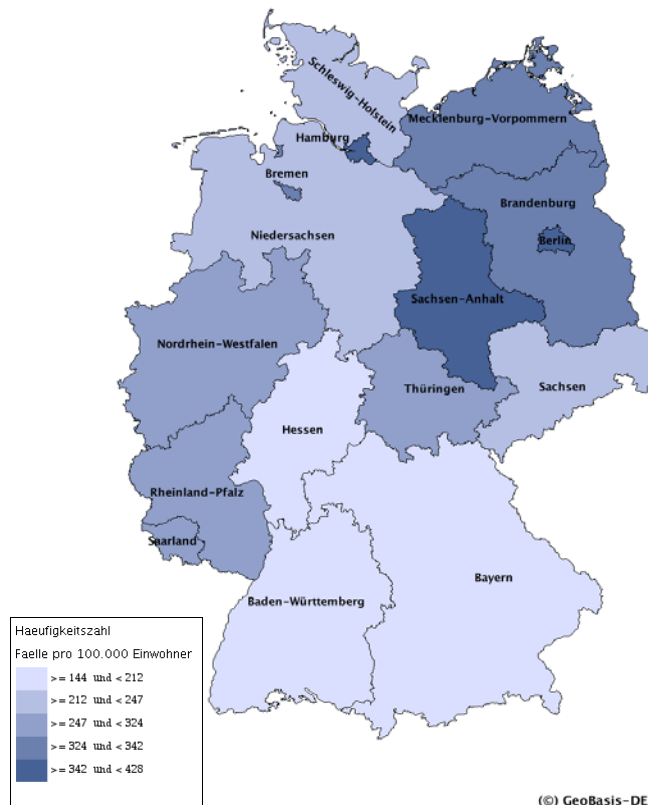 Schleswig-Holstein
Mecklenburg-Vorpommern
Hamburg
Bremen
Brandenburg
Niedersachsen
Berlin
Sachsen-Anhalt
Nordrhein-Westfalen
Thüringen
Sachsen
Hessen
Rheinland-Pfalz
Saarland
Bayern
Baden-Württemberg
Haeufigkeitszahl
Faelle pro 100.000 Einwohner
>= 144 und < 212
>= 212 und < 247
>= 247 und < 324
>= 324 und < 342
>= 342 und < 428
(©) GeoBasis-DE